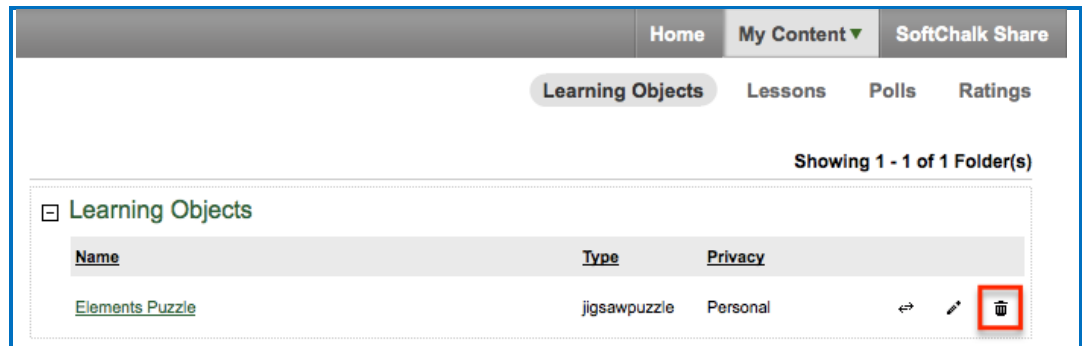 Home My Content ▼ SoftChalk Share
Learning Objects Lessons Polls Ratings
Showing 1 - 1 of 1 Folder(s)
Learning Objects
Name Type Privacy
Elements Puzzle jigsawpuzzle Personal